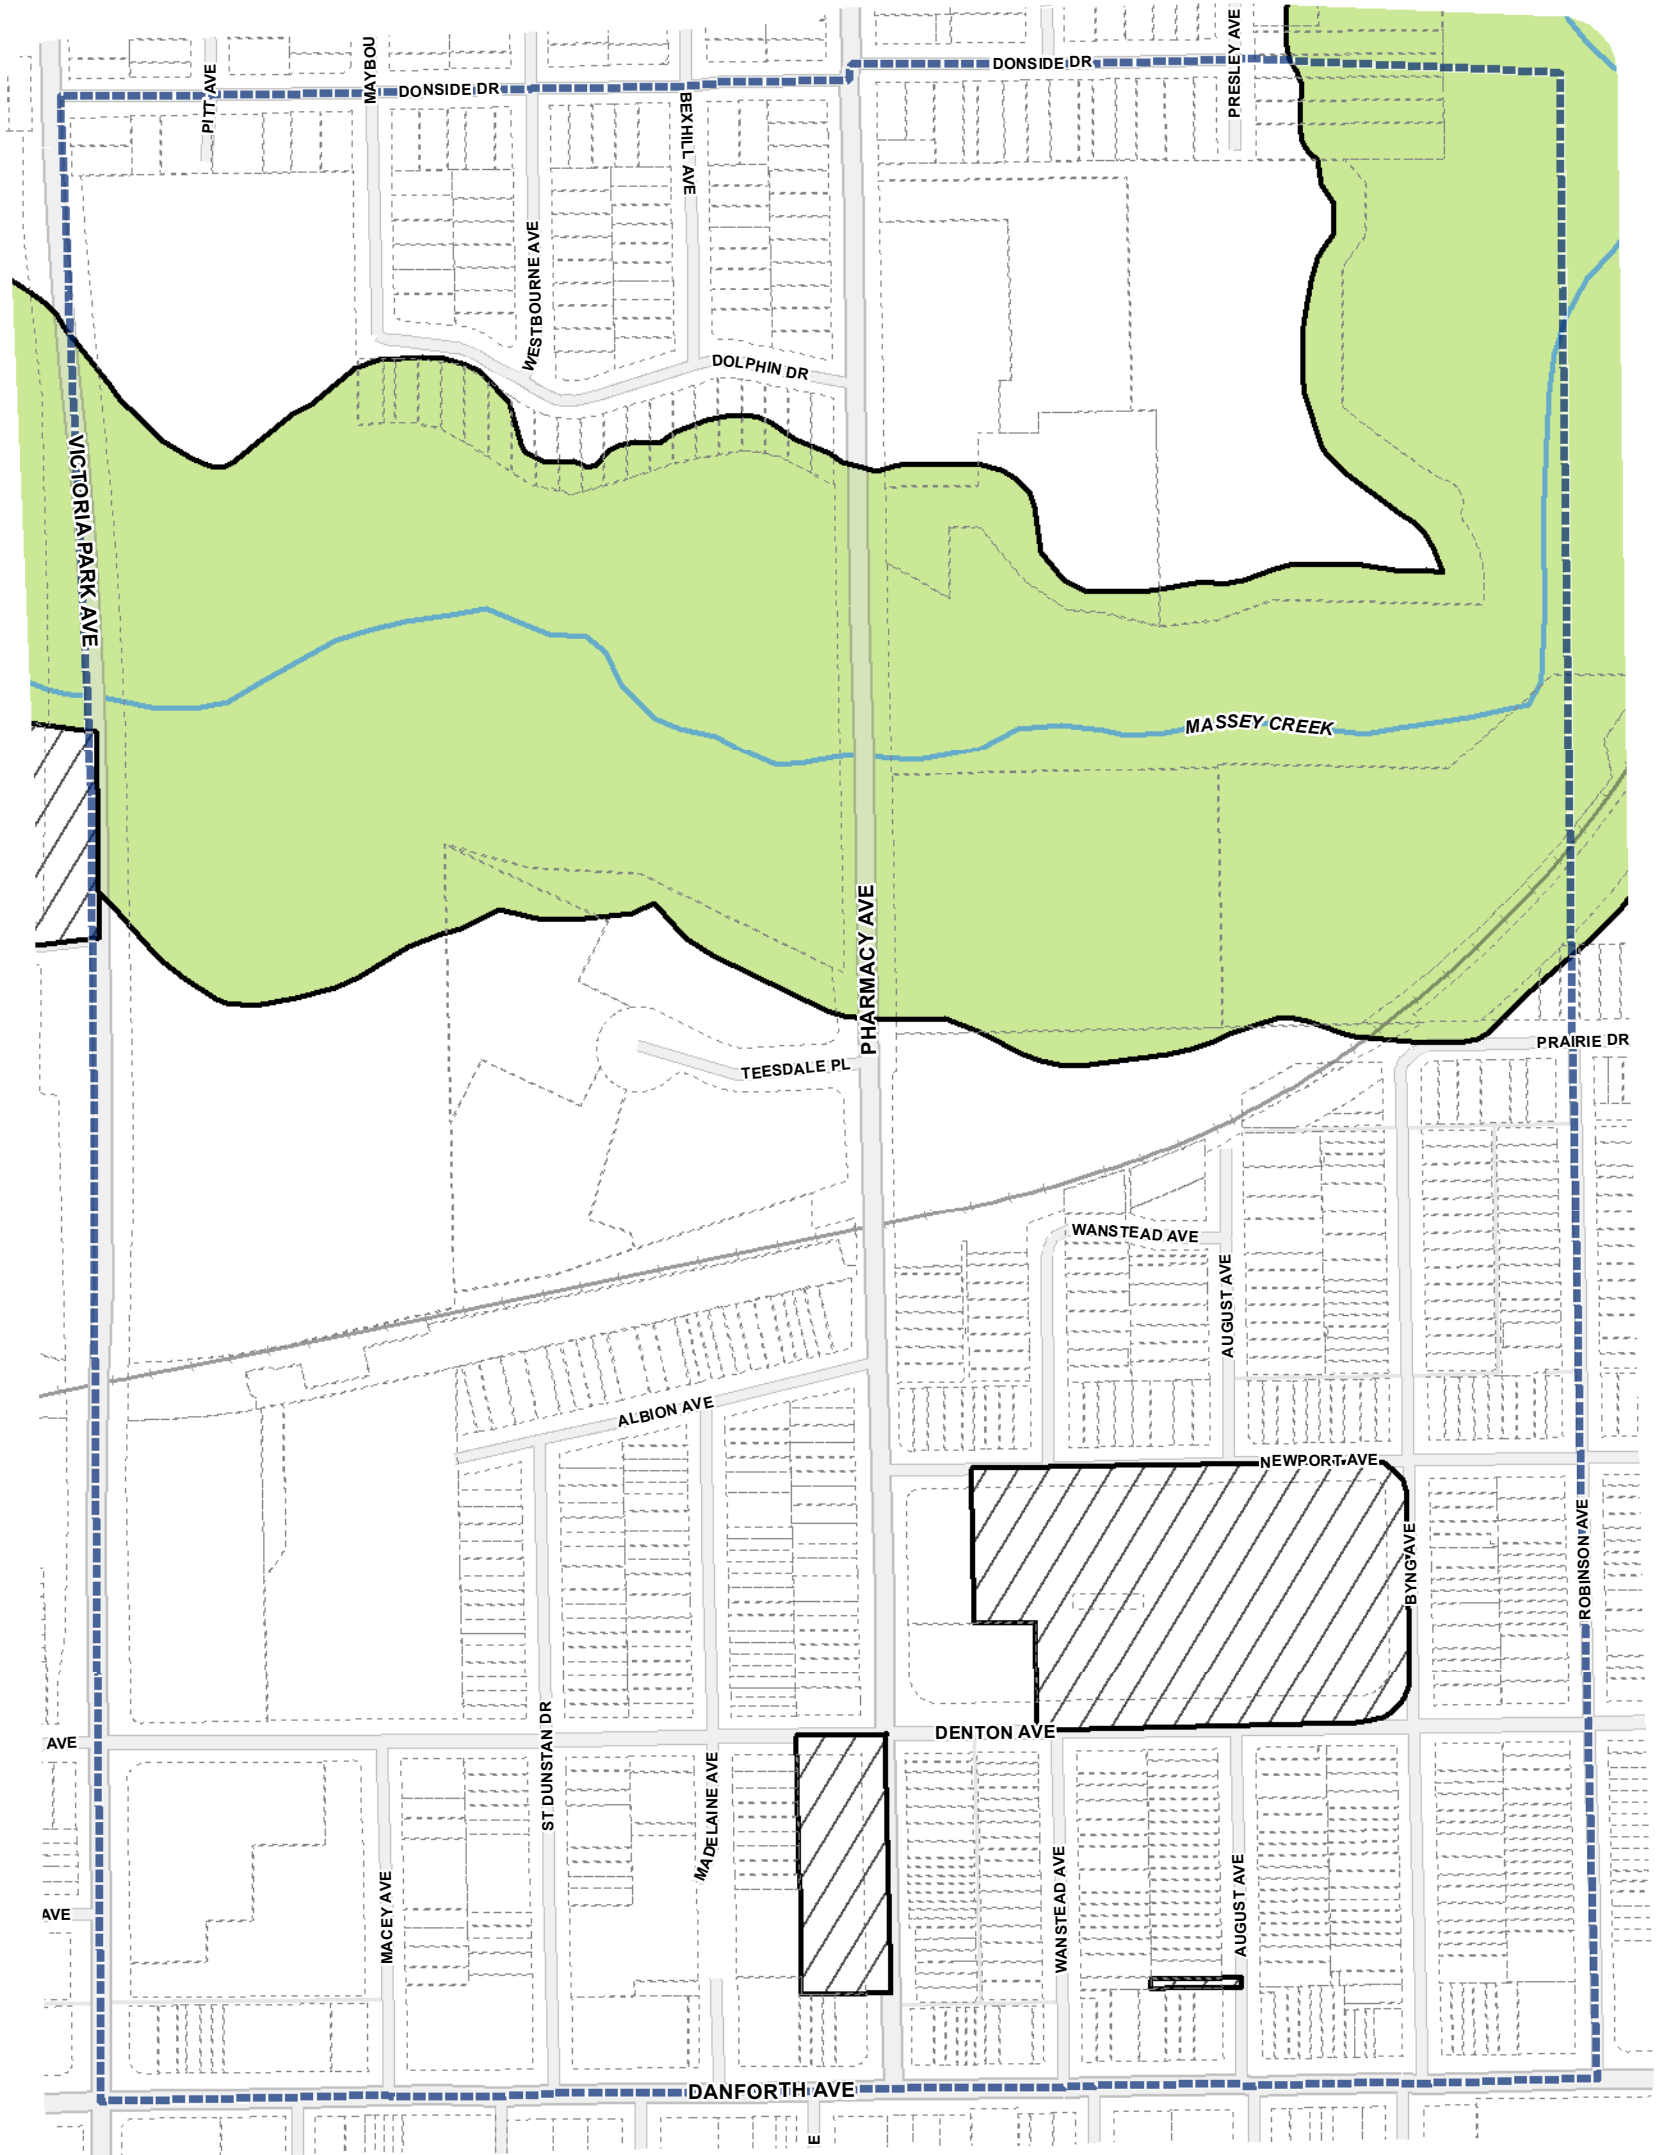 DONSIDE DR
PRESLEY AVE
PITT AVE
MAYBOU
DONSIDE DR
BEXHILL AVE
WESTBOURNE AVE
DOLPHIN DR
VICTORIA PARK AVE
MASSEY CREEK
PHARMACY AVE
PRAIRIE DR
TEESDALE PL
WANSTEAD AVE
AUGUST AVE
ALBION AVE
NEWPORT AVE
BYNG AVE
ROBINSON AVE
DENTON AVE
AVE
ST DUNSTAN DR
MADELAINE AVE
WANSTEAD AVE
AUGUST AVE
MACEY AVE
AVE
DANFORTH AVE
E